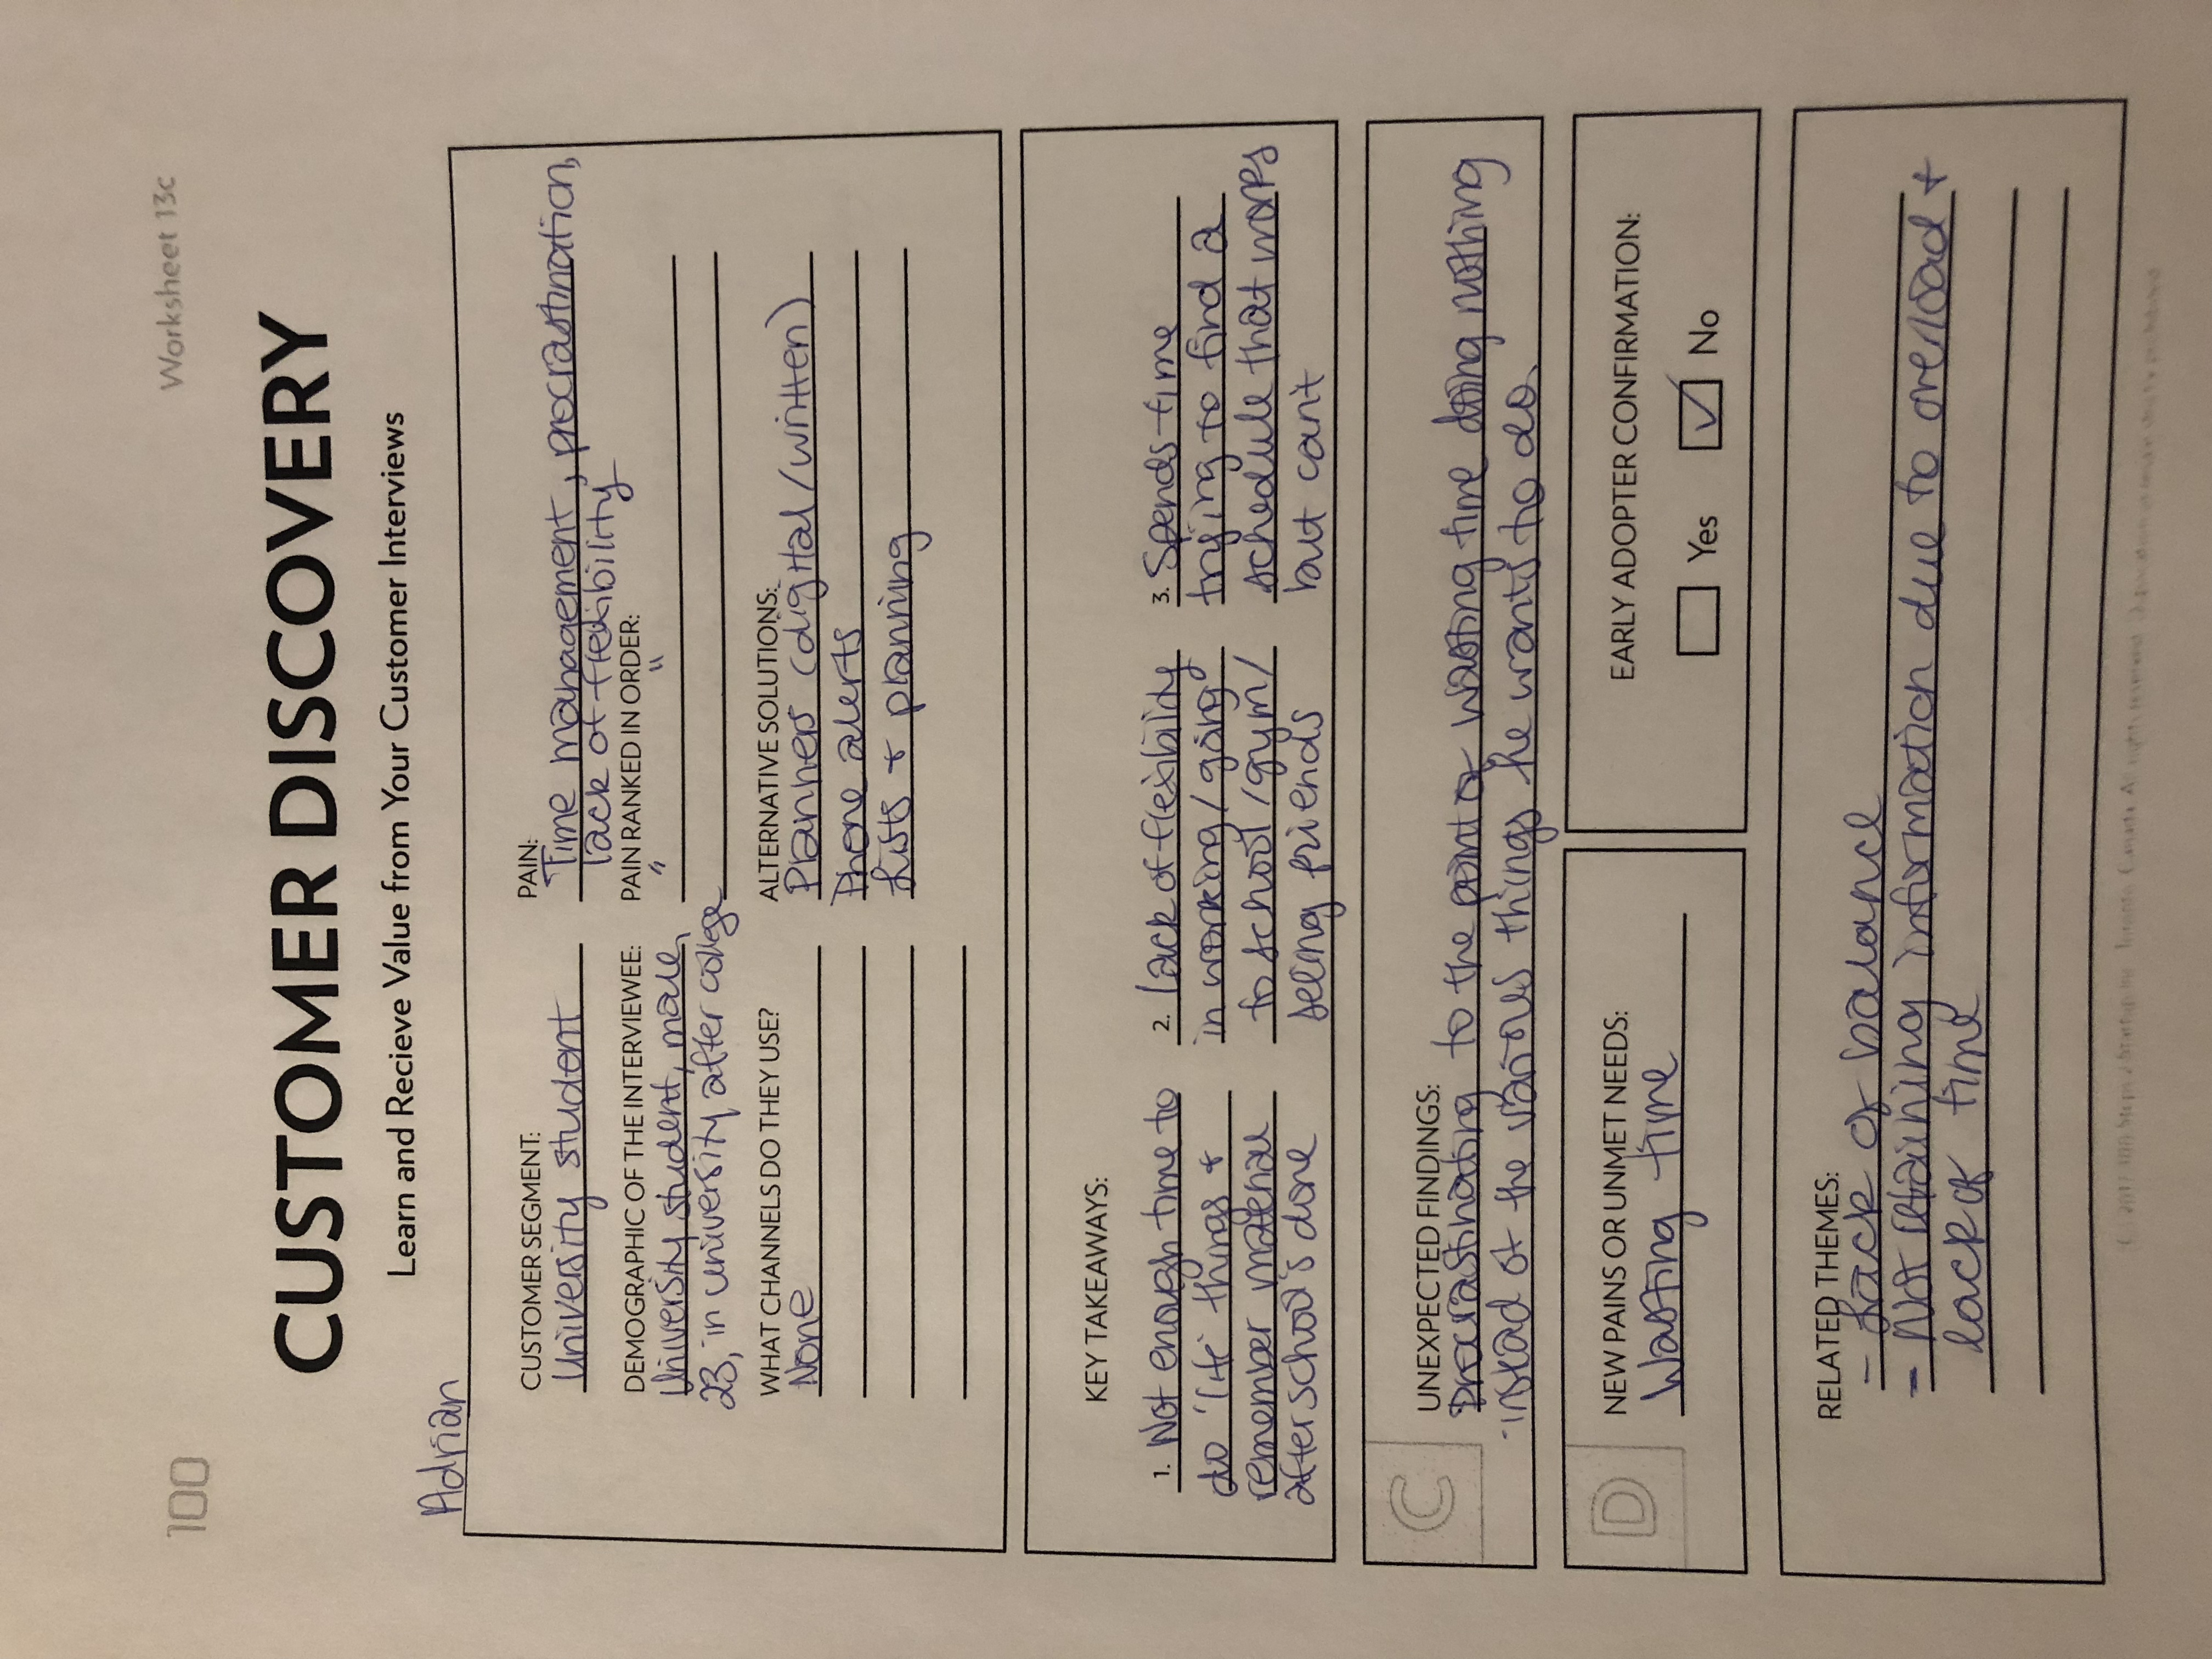 100
Worksheet 13c
CUSTOMER DISCOVERY
Learn and Recieve Value from Your Customer Interviews
Adrian
CUSTOMER SEGMENT:
University student
PAIN:
Time management, procrastination,
lack of flexibility
DEMOGRAPHIC OF THE INTERVIEWEE:
University student, male,
23, in university after college
PAIN RANKED IN ORDER:
" "
WHAT CHANNELS DO THEY USE?
None
ALTERNATIVE SOLUTIONS:
Planners (digital/written)
Phone alerts
Lists + planning
KEY TAKEAWAYS:
1. Not enough time to
do 'life' things +
remember material
after school's done
2. Lack of flexibility
in working/going
to school/gym/
seeing friends
3. Spends time
trying to find a
schedule that works
but can't
C
UNEXPECTED FINDINGS:
Procrastinating to the point of wasting time doing nothing
instead of the various things he wants to do.
D
NEW PAINS OR UNMET NEEDS:
Wasting time
EARLY ADOPTER CONFIRMATION:
Yes No
RELATED THEMES:
- Lack of balance
- Not retaining information due to overload +
lack of time
2017 100 Steps 2 Startup Inc. Toronto Canada All rights reserved